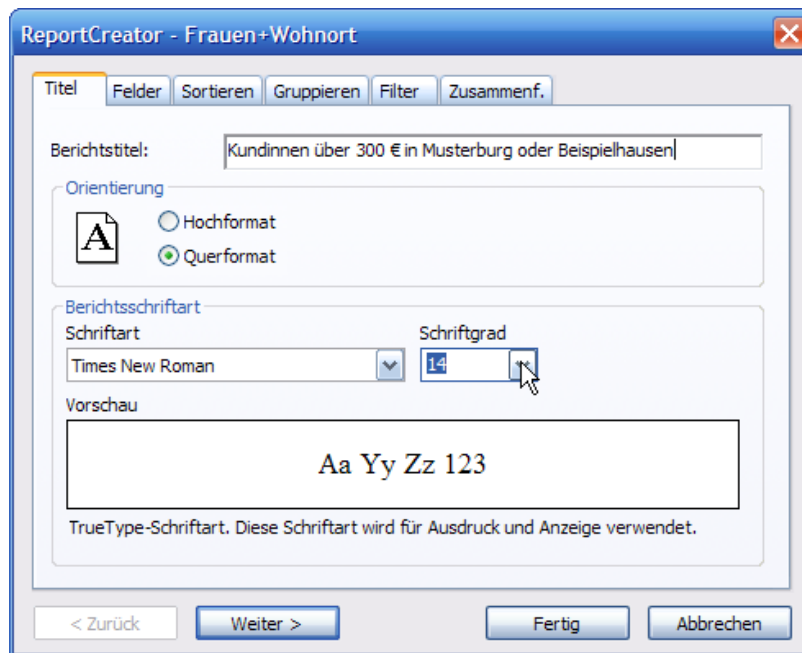 ReportCreator - Frauen+Wohnort
Titel Felder Sortieren Gruppieren Filter Zusammenf.
Berichtstitel: Kundinnen über 300 € in Musterburg oder Beispielhausen
Orientierung
A
Hochformat
Querformat
Berichtsschriftart
Schriftart Schriftgrad
Times New Roman 14
Vorschau
Aa Yy Zz 123
TrueType-Schriftart. Diese Schriftart wird für Ausdruck und Anzeige verwendet.
< Zurück Weiter > Fertig Abbrechen